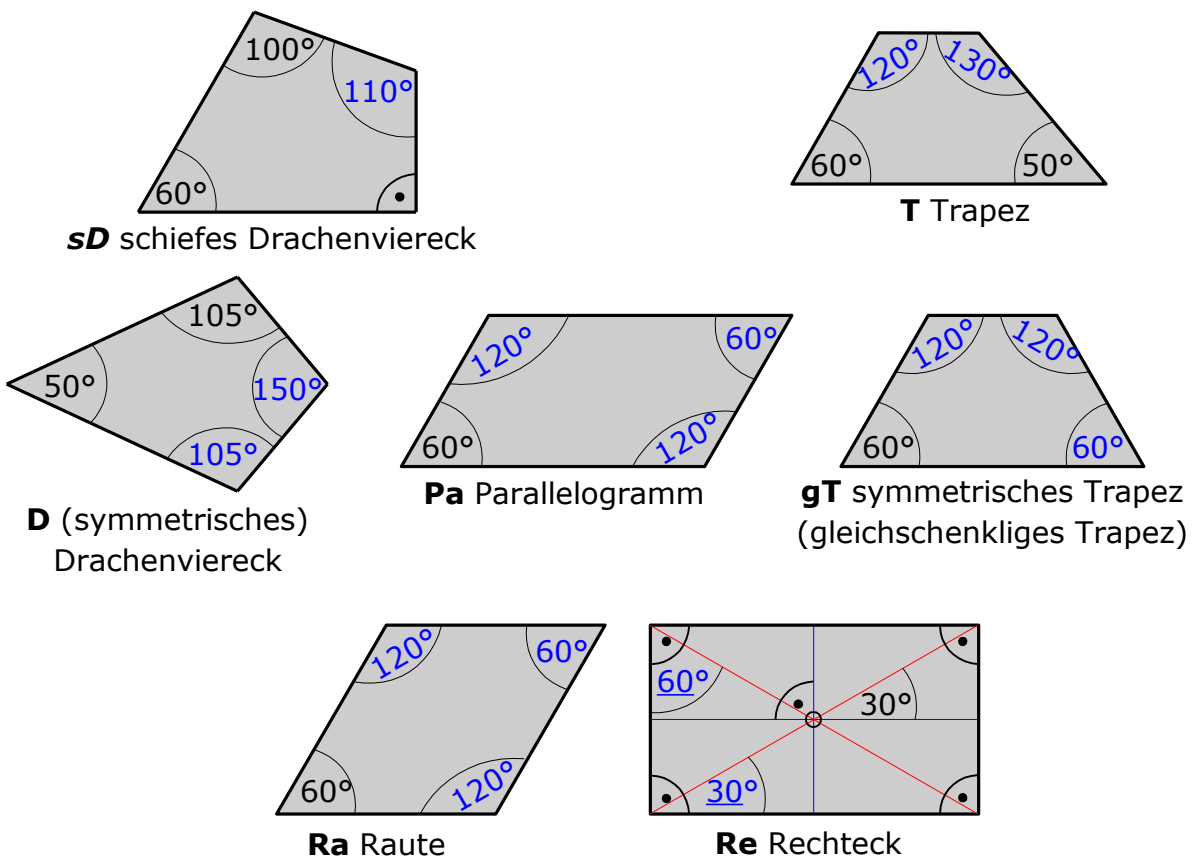 100°
110°
60°
sD schiefes Drachenviereck
120° 130°
60° 50°
T Trapez
105°
50° 150°
105°
D (symmetrisches)
Drachenviereck
120° 60°
60° 120°
Pa Parallelogramm
120° 120°
60° 60°
gT symmetrisches Trapez
(gleichschenkliges Trapez)
120° 60°
60° 120°
Ra Raute
60° 30°
30°
Re Rechteck